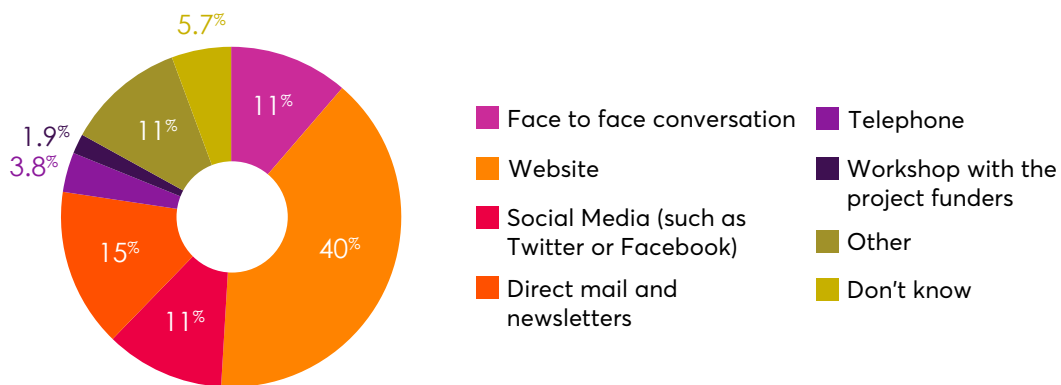 5.7%
11%
1.9%
11%
3.8%
40%
15%
11%
Face to face conversation
Website
Social Media (such as
Twitter or Facebook)
Direct mail and
newsletters
Telephone
Workshop with the
project funders
Other
Don't know